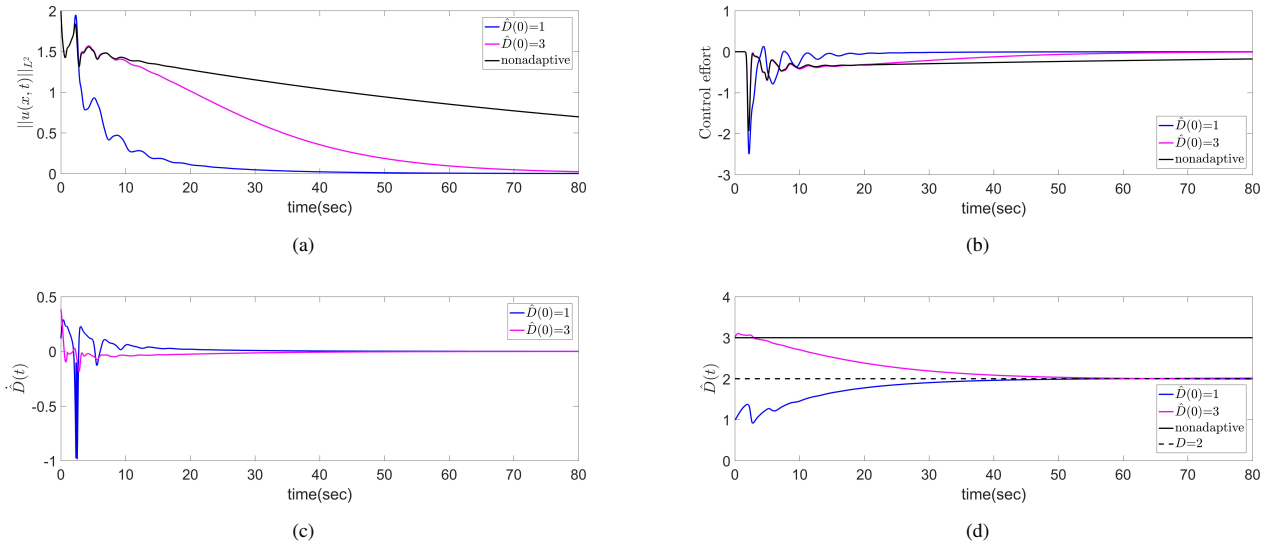 2
1.5
1
0.5
0
||u(x, t)||_{L^2}
D̂(0)=1
D̂(0)=3
nonadaptive
0 10 20 30 40 50 60 70 80
time(sec)
(a)
1
0
-1
-2
-3
Control effort
D̂(0)=1
D̂(0)=3
nonadaptive
0 10 20 30 40 50 60 70 80
time(sec)
(b)
0.5
0
-0.5
-1
\dot{\hat{D}}(t)
D̂(0)=1
D̂(0)=3
0 10 20 30 40 50 60 70 80
time(sec)
(c)
4
3
2
1
0
D̂(t)
D̂(0)=1
D̂(0)=3
nonadaptive
D=2
0 10 20 30 40 50 60 70 80
time(sec)
(d)